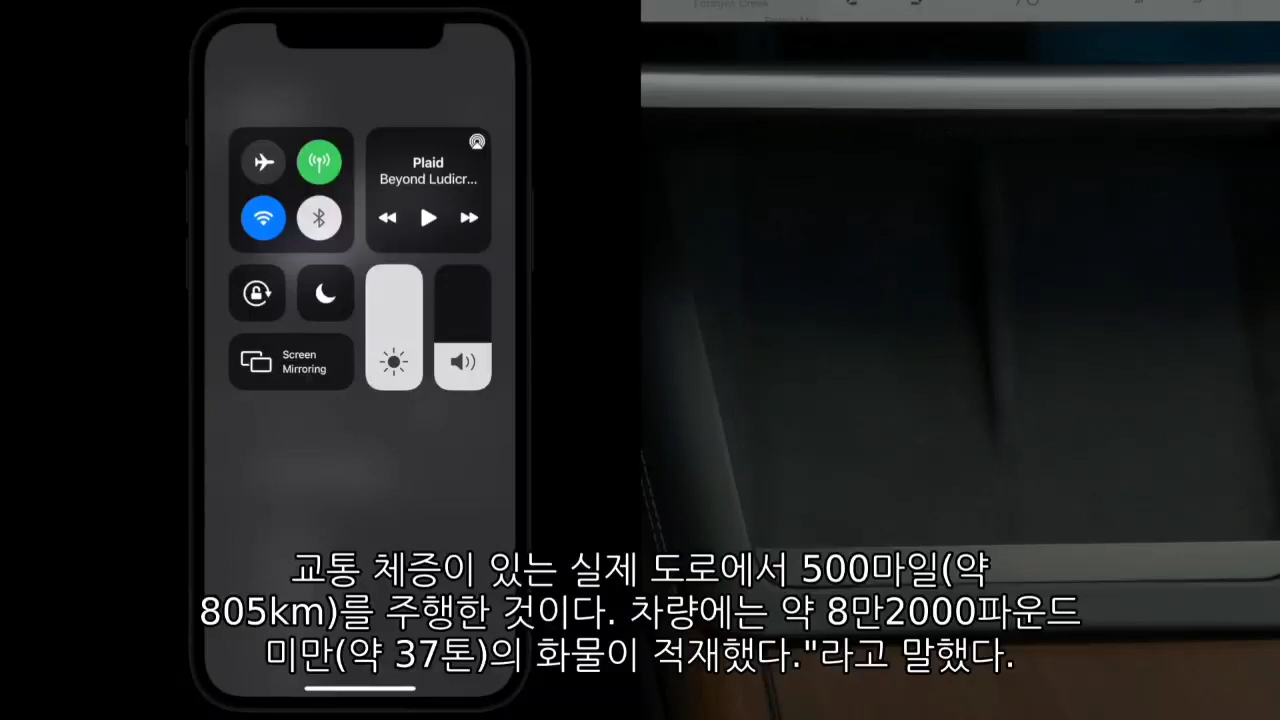 Plaid
Beyond Ludicr...
Screen
Mirroring
교통 체증이 있는 실제 도로에서 500마일(약
805km)를 주행한 것이다. 차량에는 약 8만2000파운드
미만(약 37톤)의 화물이 적재했다."라고 말했다.